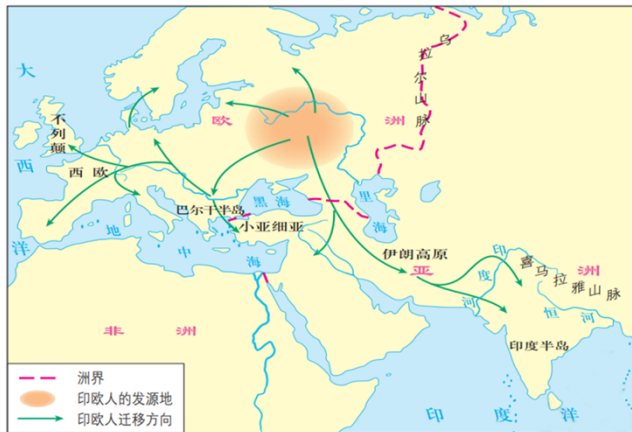 大西洋
不列颠
西欧
欧洲
乌拉尔山脉
巴尔干半岛
黑海
里海
小亚细亚
地中海
伊朗高原
亚洲
印度河
喜马拉雅山脉
恒河
印度半岛
非洲
印度洋
洲界
印欧人的发源地
印欧人迁移方向